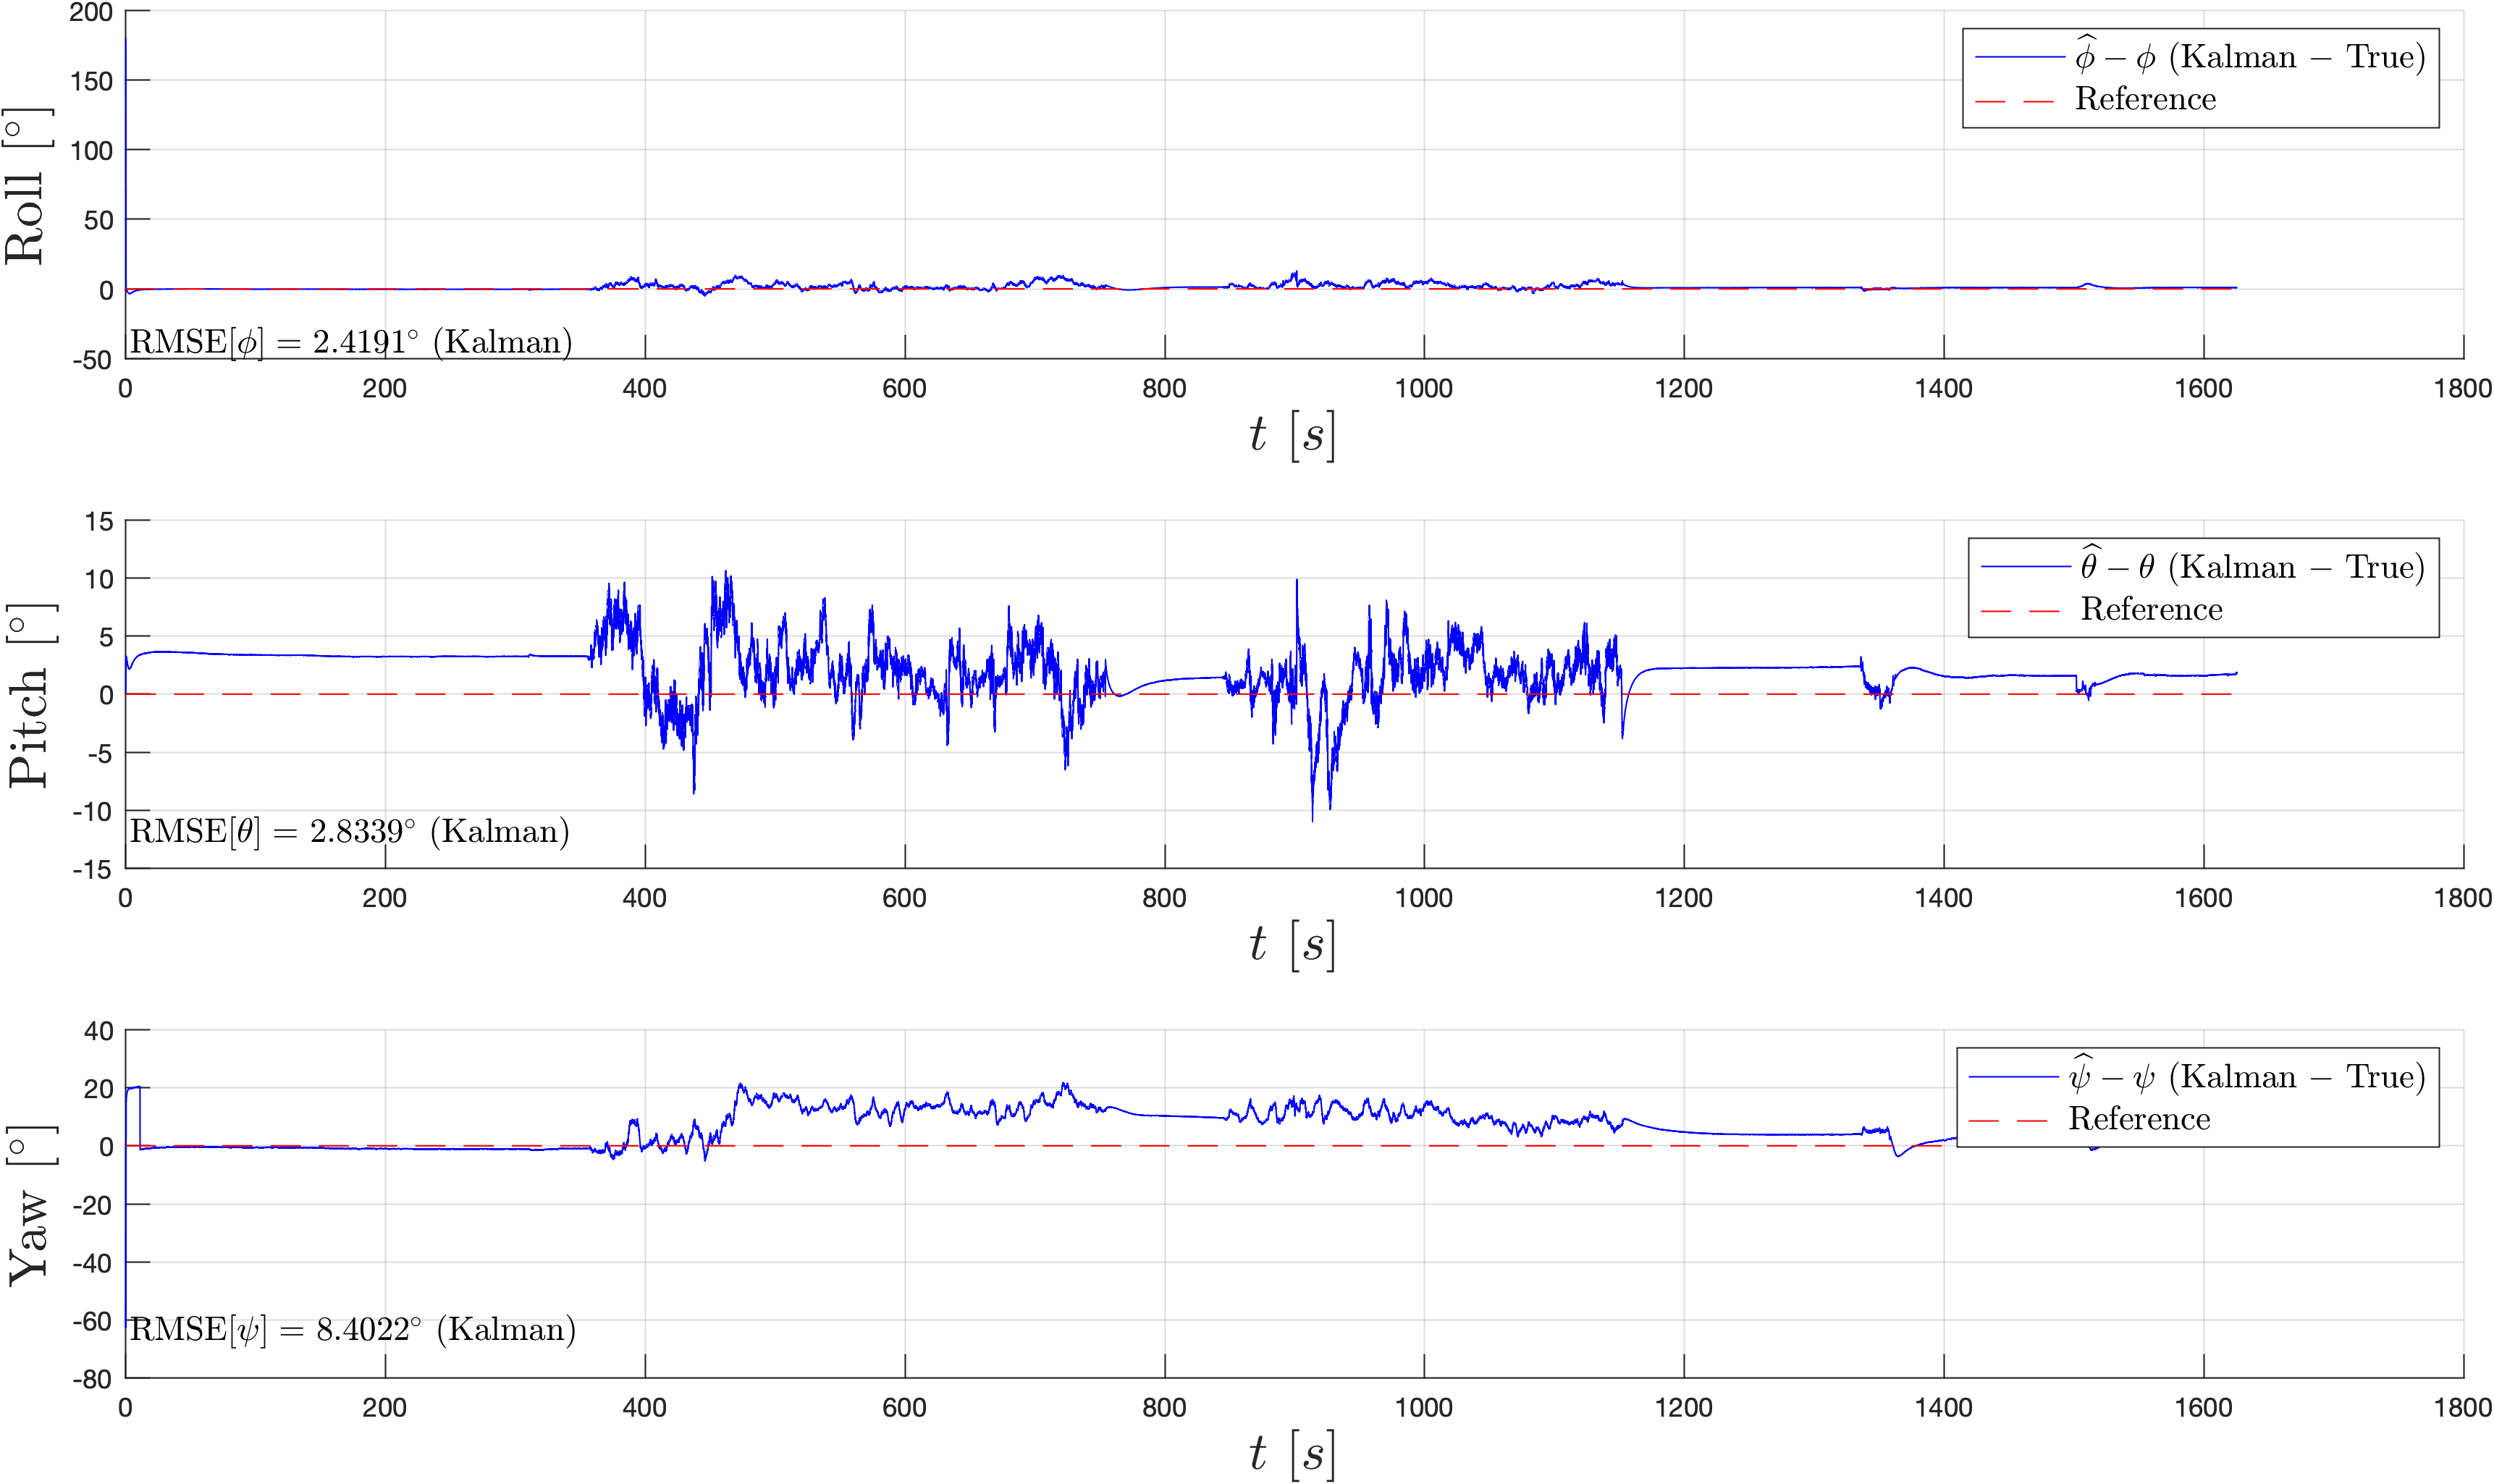 200
150
100
50
0
-50
Roll [°]
φ̂ − φ (Kalman − True)
Reference
RMSE[φ] = 2.4191° (Kalman)
0 200 400 600 800 1000 1200 1400 1600 1800
t [s]
15
10
5
0
-5
-10
-15
Pitch [°]
θ̂ − θ (Kalman − True)
Reference
RMSE[θ] = 2.8339° (Kalman)
0 200 400 600 800 1000 1200 1400 1600 1800
t [s]
40
20
0
-20
-40
-60
-80
Yaw [°]
ψ̂ − ψ (Kalman − True)
Reference
RMSE[ψ] = 8.4022° (Kalman)
0 200 400 600 800 1000 1200 1400 1600 1800
t [s]